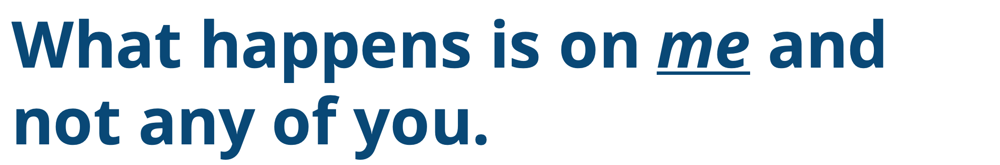 What happens is on me and
not any of you.